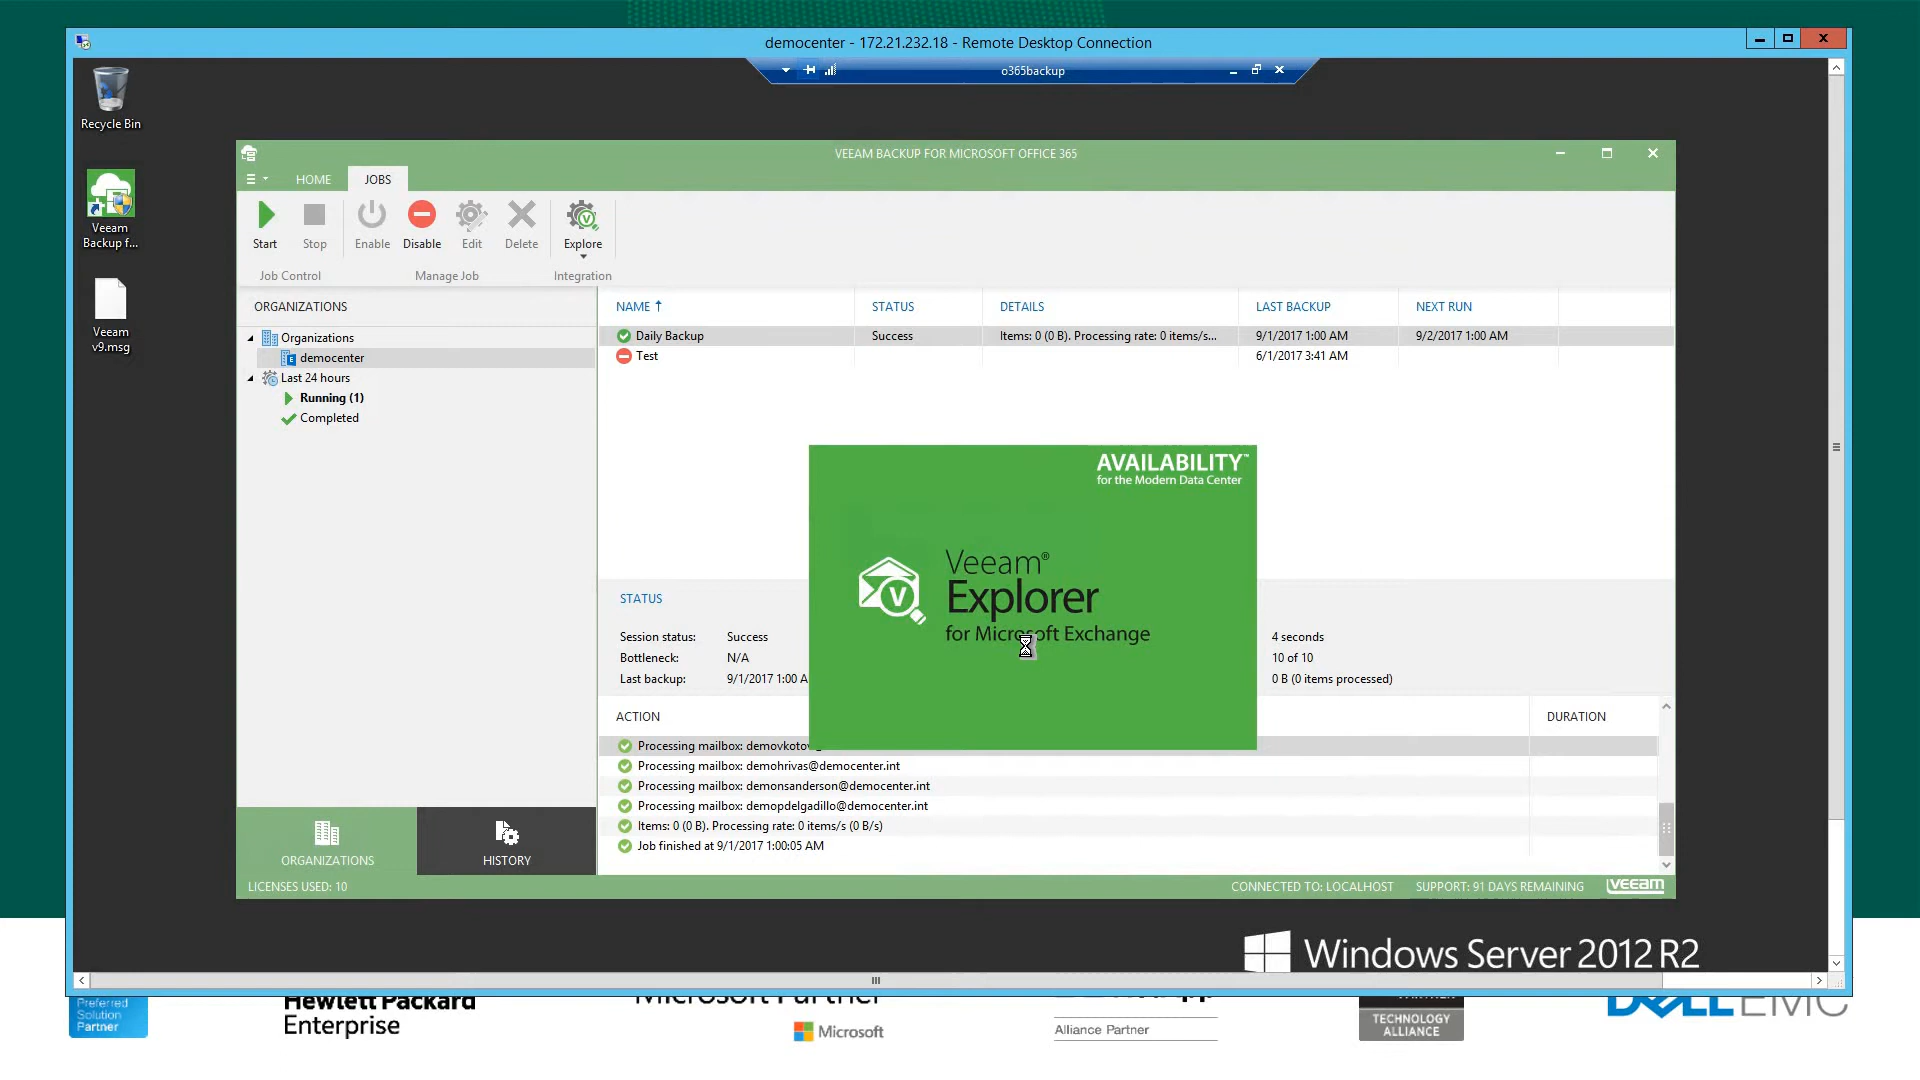 democenter - 172.21.232.18 - Remote Desktop Connection
o365backup
Recycle Bin
Veeam
Backup f...
Veeam
v9.msg
VEEAM BACKUP FOR MICROSOFT OFFICE 365
HOME
JOBS
Start
Stop
Enable
Disable
Edit
Delete
Explore
Job Control
Manage Job
Integration
ORGANIZATIONS
Organizations
democenter
Last 24 hours
Running (1)
Completed
NAME
STATUS
DETAILS
LAST BACKUP
NEXT RUN
Daily Backup
Success
Items: 0 (0 B). Processing rate: 0 items/s...
9/1/2017 1:00 AM
9/2/2017 1:00 AM
Test
6/1/2017 3:41 AM
AVAILABILITY™
for the Modern Data Center
Veeam®
Explorer
for Microsoft Exchange
STATUS
Session status:
Success
4 seconds
Bottleneck:
N/A
10 of 10
Last backup:
9/1/2017 1:00 A
0 B (0 items processed)
ACTION
DURATION
Processing mailbox: demovkotov
Processing mailbox: demohrivas@democenter.int
Processing mailbox: demonsanderson@democenter.int
Processing mailbox: demopdelgadillo@democenter.int
Items: 0 (0 B). Processing rate: 0 items/s (0 B/s)
Job finished at 9/1/2017 1:00:05 AM
ORGANIZATIONS
HISTORY
LICENSES USED: 10
CONNECTED TO: LOCALHOST
SUPPORT: 91 DAYS REMAINING
veeam
Windows Server 2012 R2
Preferred
Solution
Partner
Hewlett Packard
Enterprise
Microsoft Partner
Microsoft
Alliance Partner
TECHNOLOGY
ALLIANCE
DELL EMC